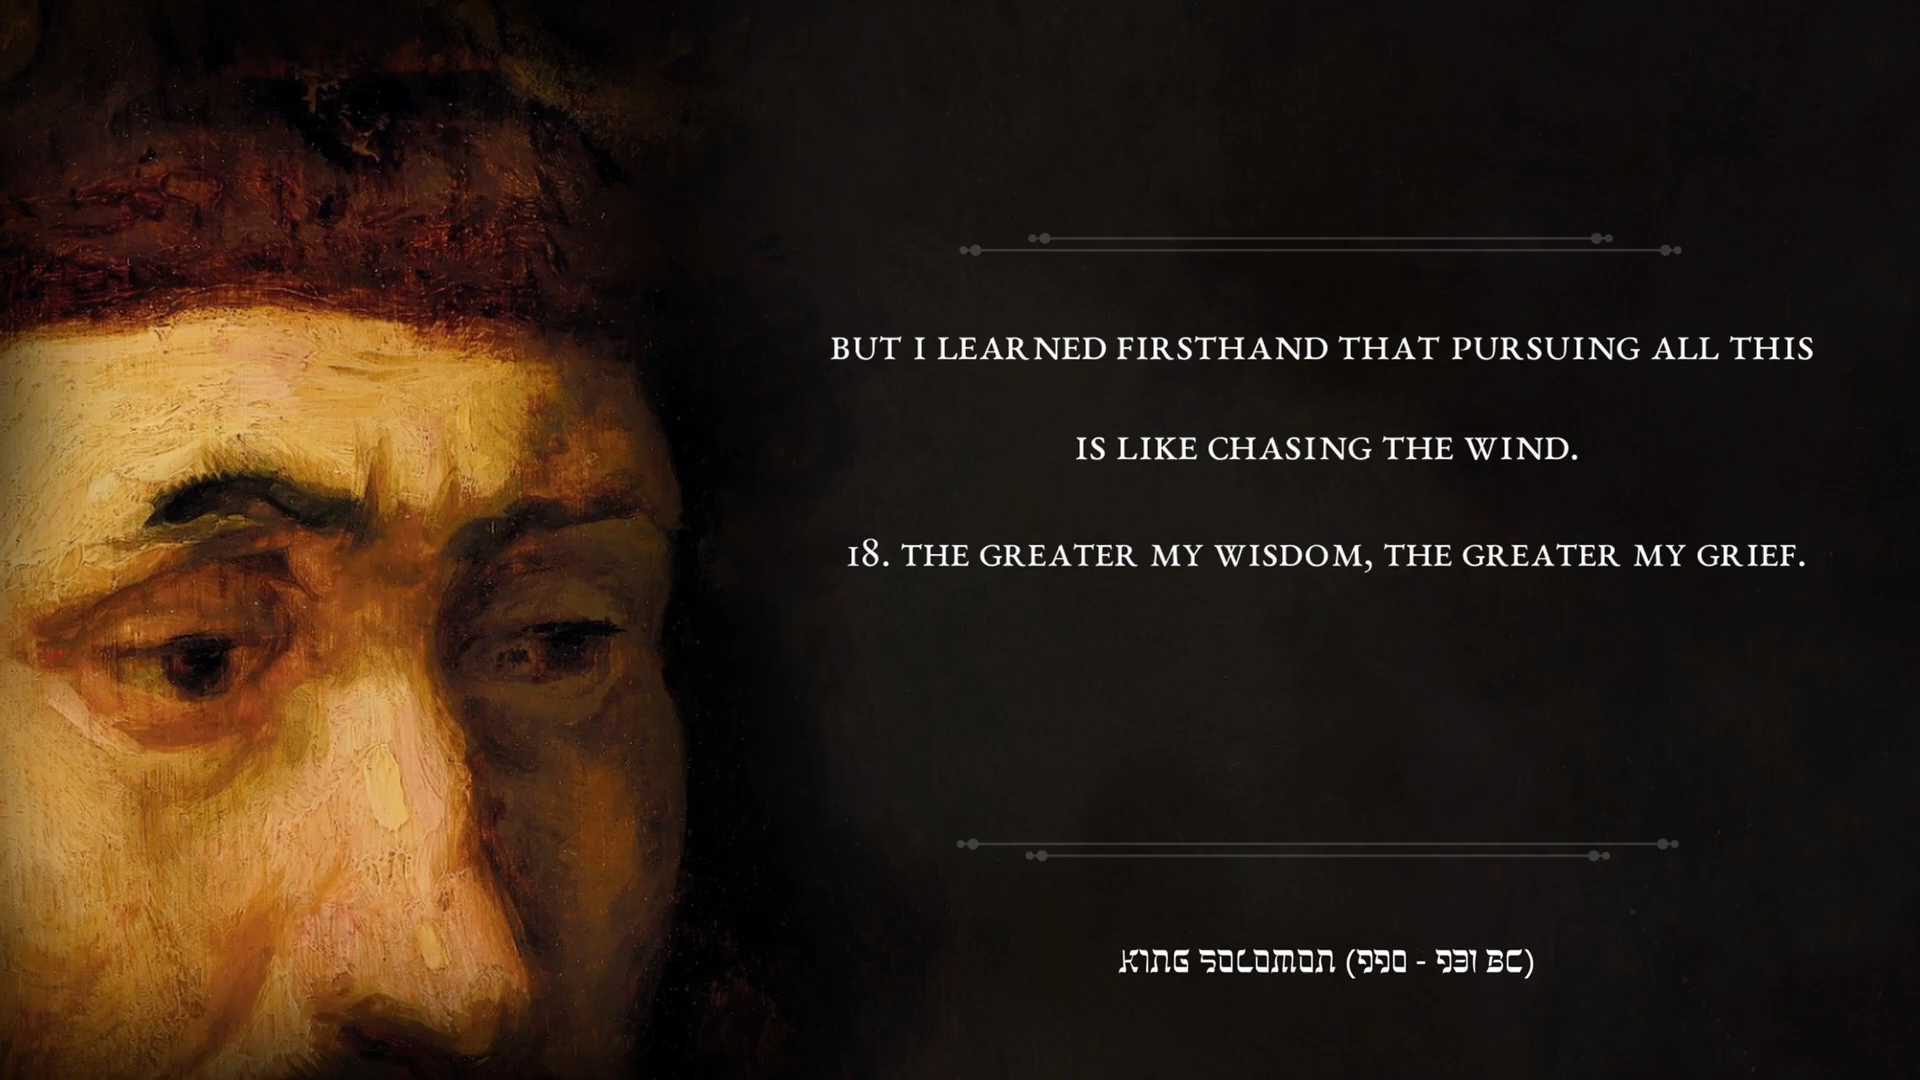 BUT I LEARNED FIRSTHAND THAT PURSUING ALL THIS
IS LIKE CHASING THE WIND.
18. THE GREATER MY WISDOM, THE GREATER MY GRIEF.
KING SOLOMON (990 - 931 BC)